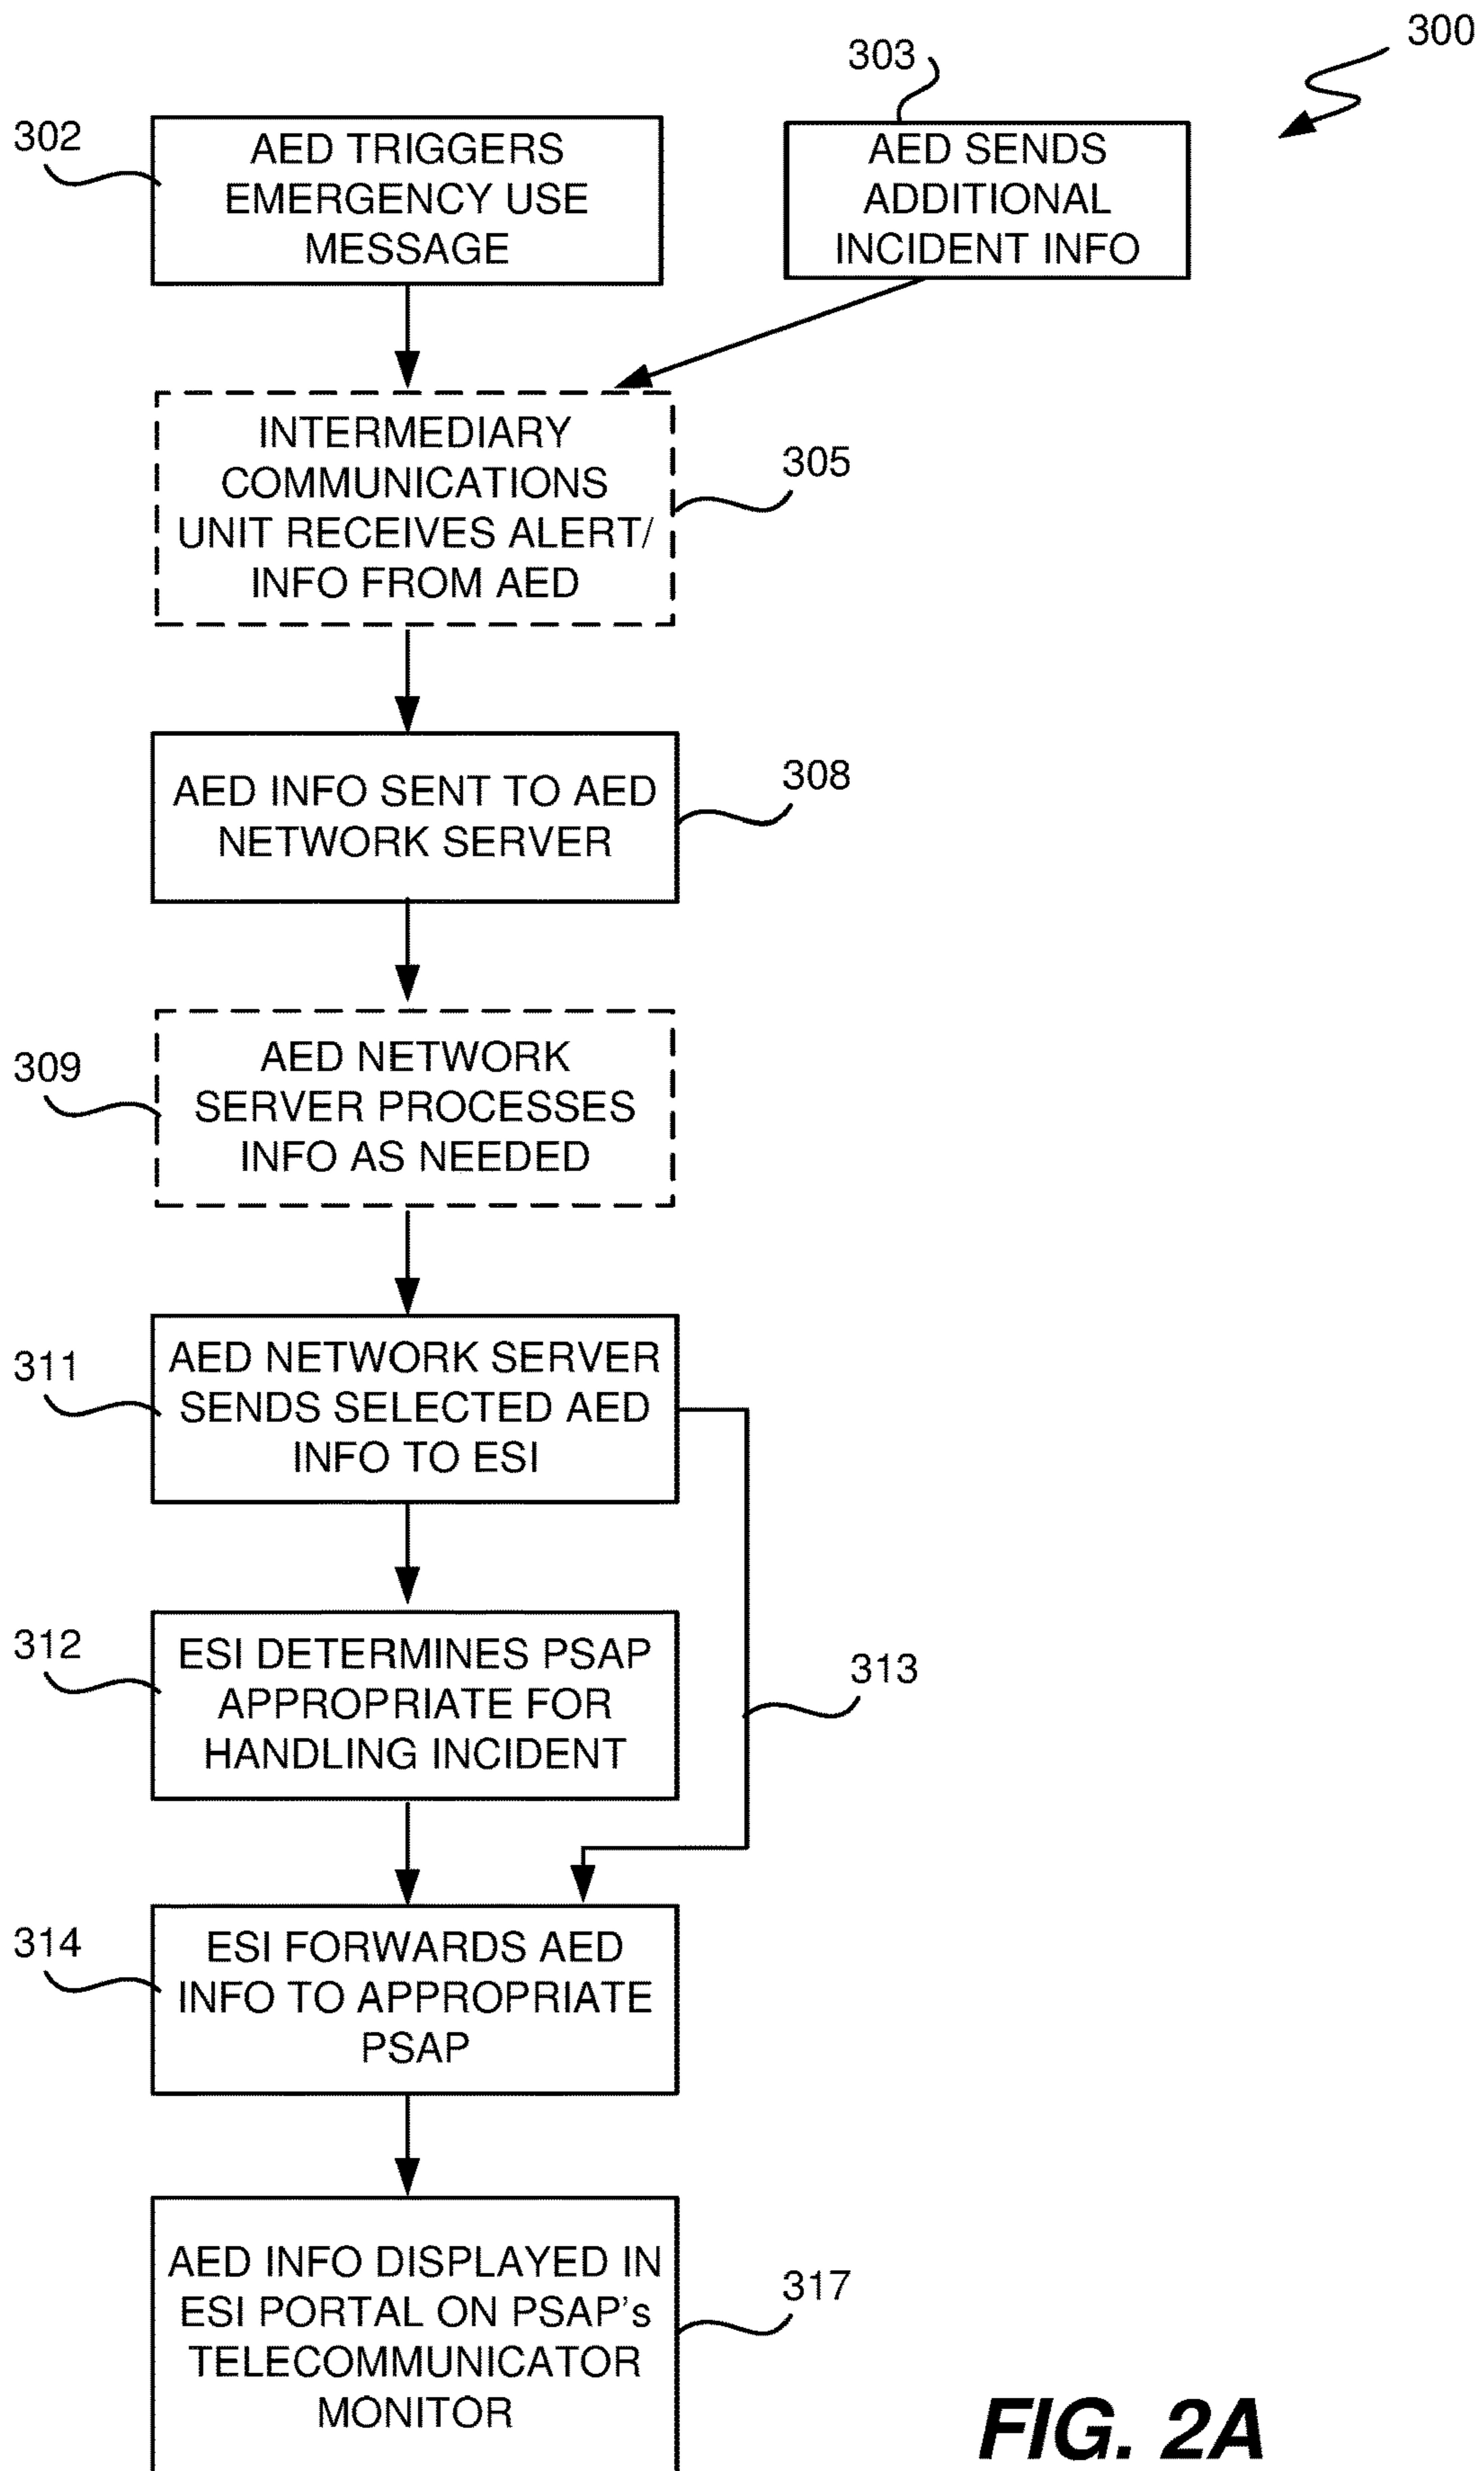 300
303
302
AED TRIGGERS
EMERGENCY USE
MESSAGE
AED SENDS
ADDITIONAL
INCIDENT INFO
INTERMEDIARY
COMMUNICATIONS
UNIT RECEIVES ALERT/
INFO FROM AED
305
AED INFO SENT TO AED
NETWORK SERVER
308
309
AED NETWORK
SERVER PROCESSES
INFO AS NEEDED
311
AED NETWORK SERVER
SENDS SELECTED AED
INFO TO ESI
312
ESI DETERMINES PSAP
APPROPRIATE FOR
HANDLING INCIDENT
313
314
ESI FORWARDS AED
INFO TO APPROPRIATE
PSAP
AED INFO DISPLAYED IN
ESI PORTAL ON PSAP's
TELECOMMUNICATOR
MONITOR
317
FIG. 2A